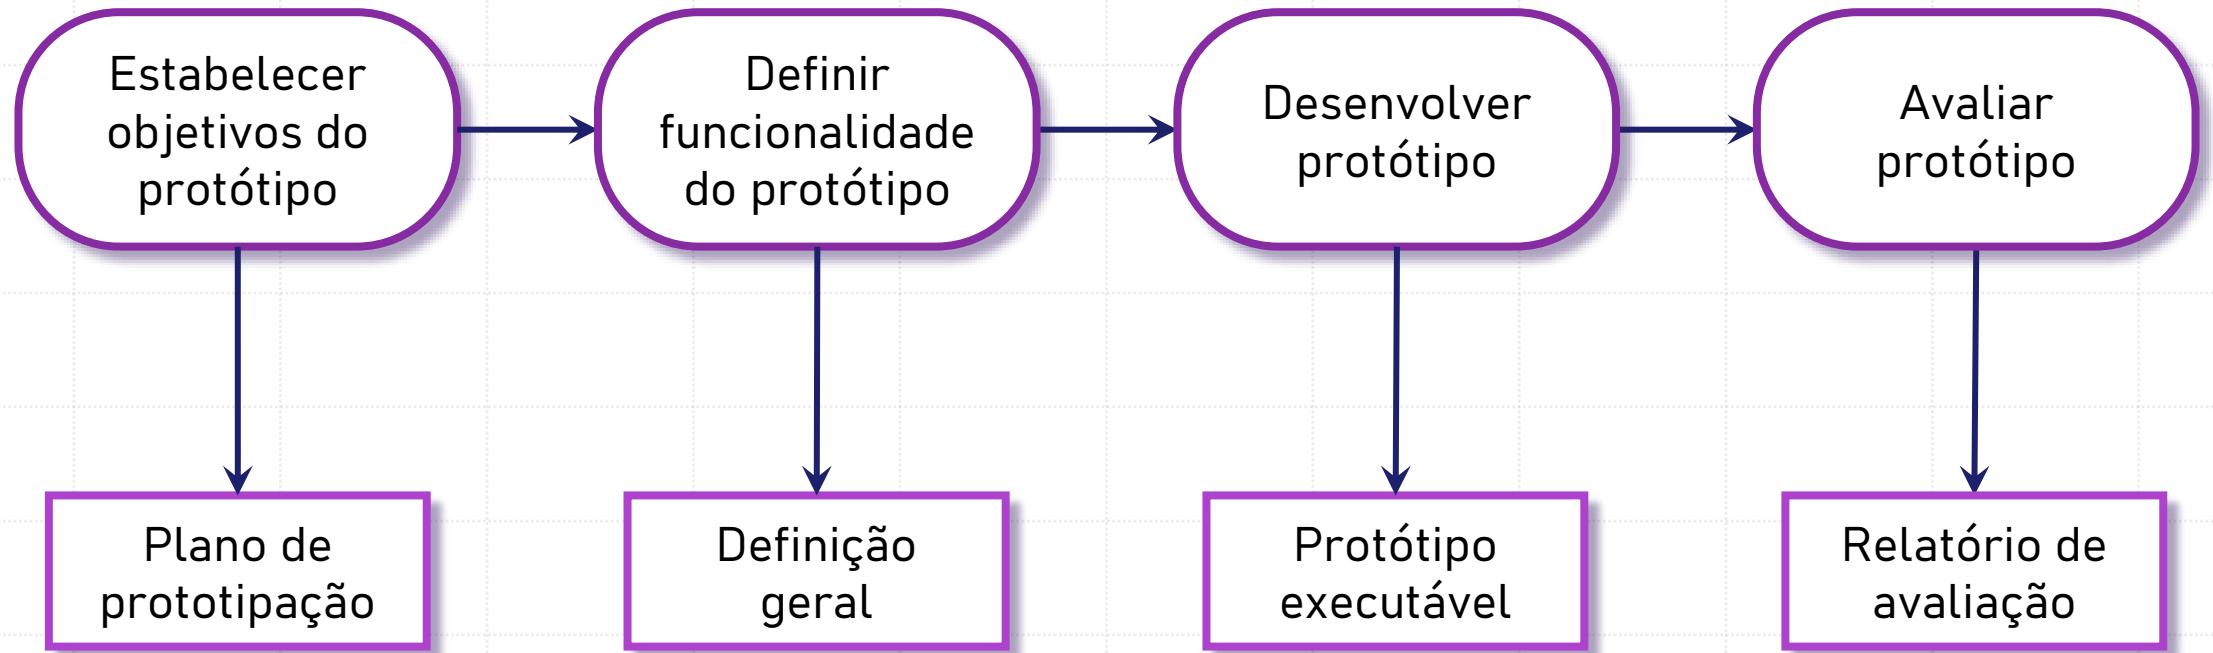 Estabelecer
objetivos do
protótipo
Definir
funcionalidade
do protótipo
Desenvolver
protótipo
Avaliar
protótipo
Plano de
prototipação
Definição
geral
Protótipo
executável
Relatório de
avaliação